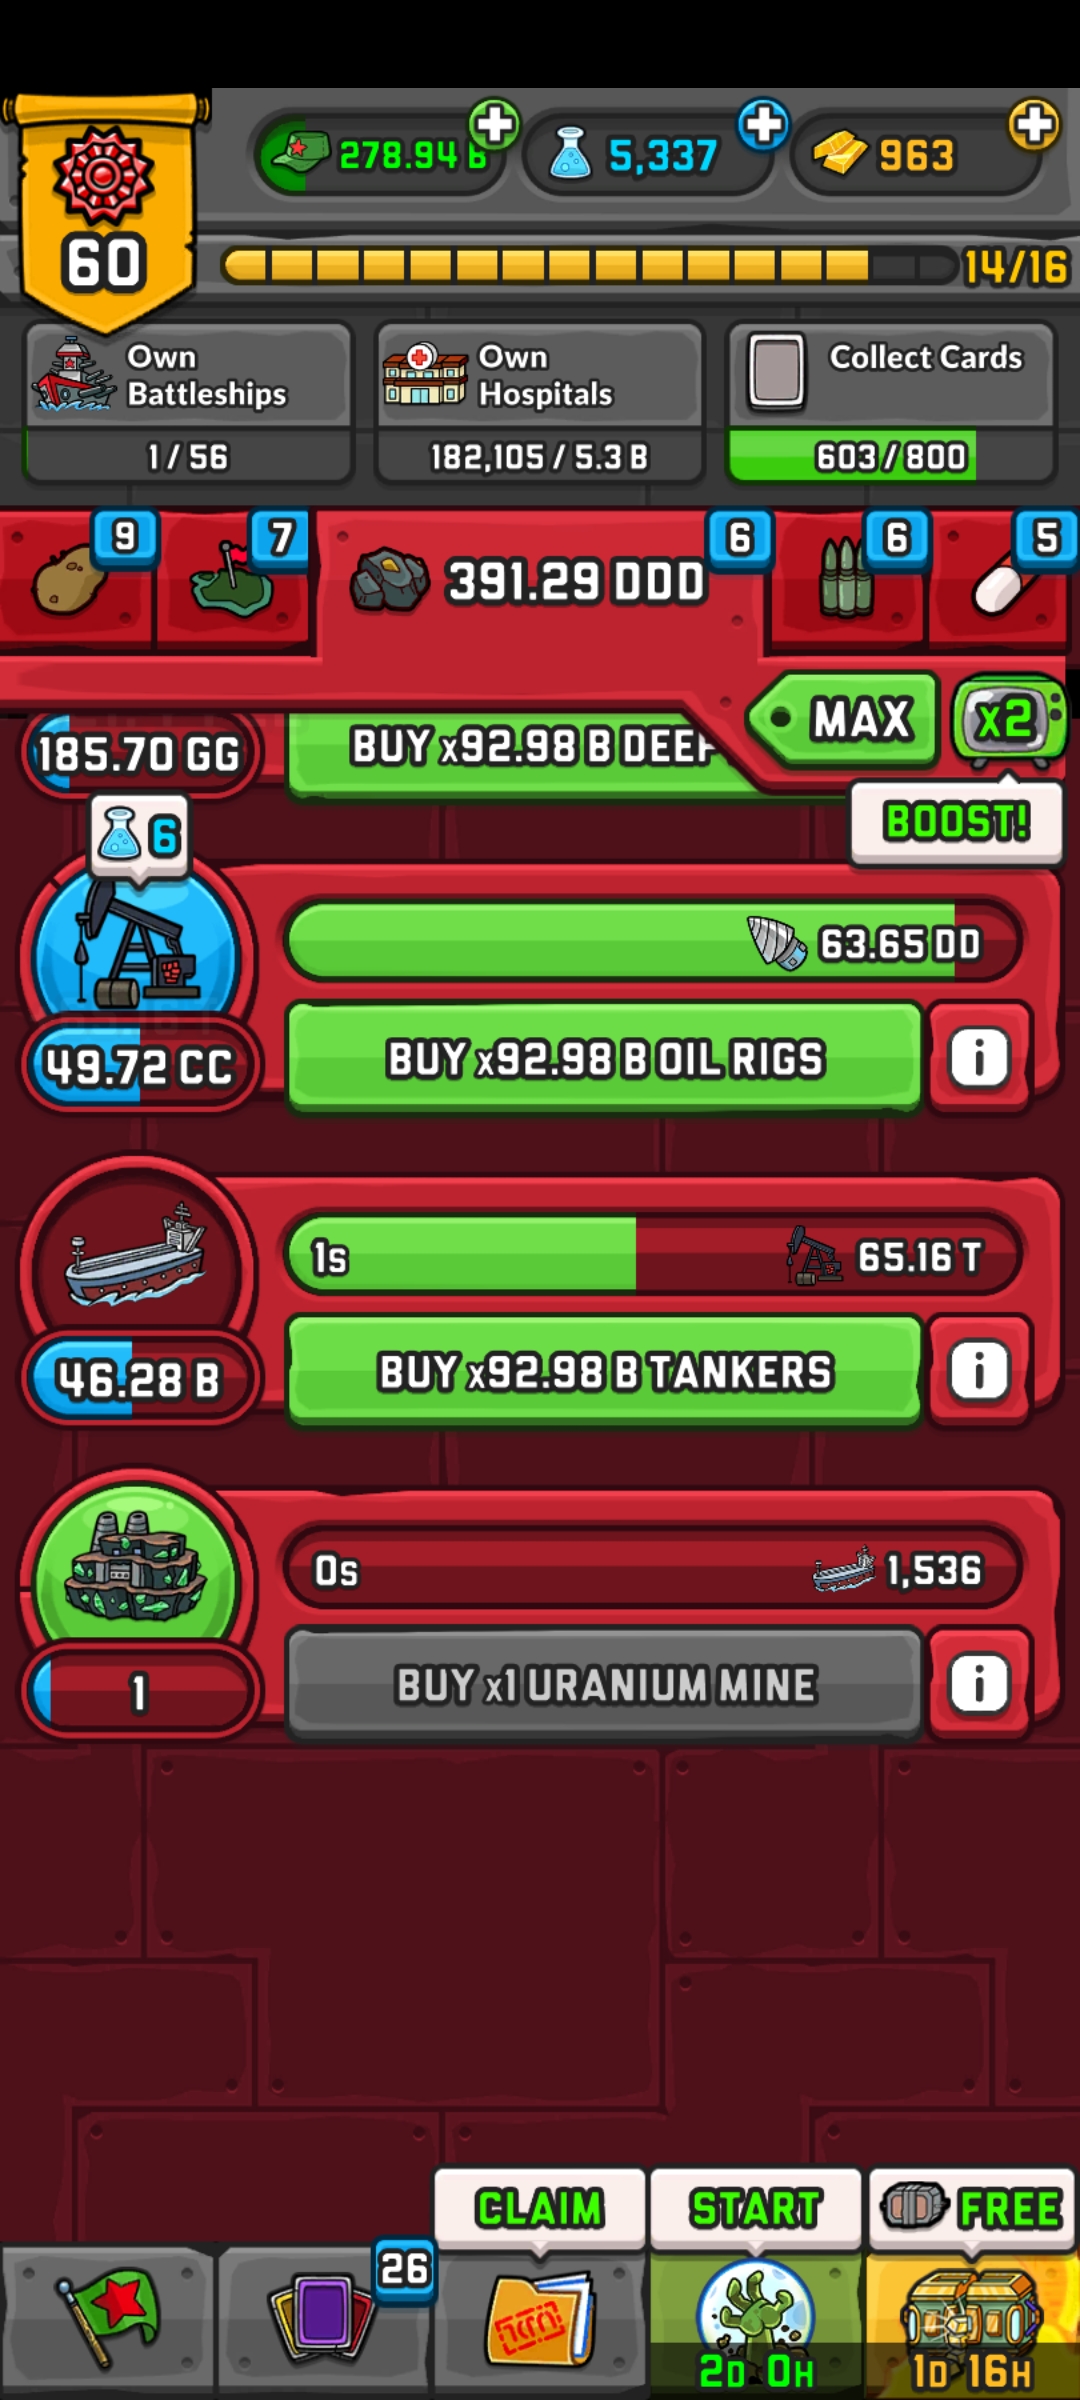 60
278.94 B
5,337
963
14/16
Own
Battleships
1 / 56
Own
Hospitals
182,105 / 5.3 B
Collect Cards
603 / 800
9
7
391.29 DDD
6
6
5
MAX
x2
BOOST!
185.70 GG
BUY x92.98 B DEEP
6
63.65 DD
49.72 CC
BUY x92.98 B OIL RIGS
i
1s
65.16 T
46.28 B
BUY x92.98 B TANKERS
i
0s
1,536
1
BUY x1 URANIUM MINE
i
CLAIM
START
FREE
26
2D 0H
1D 16H